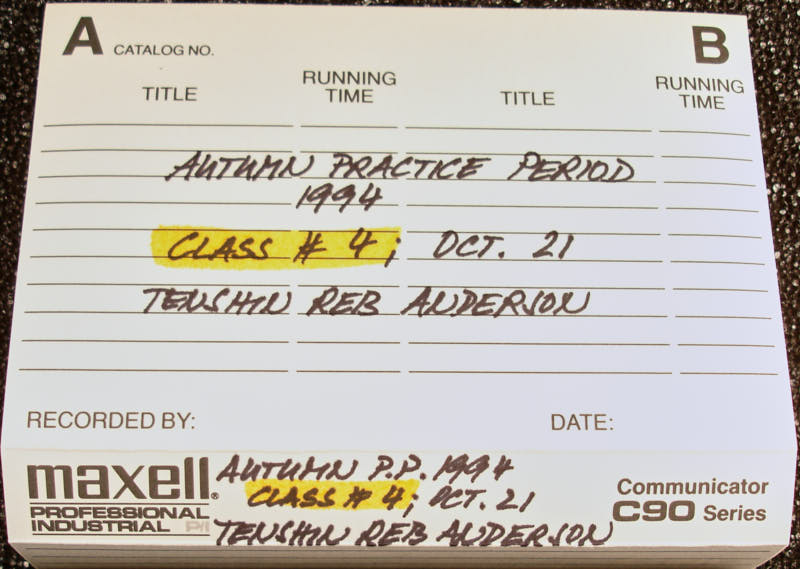 A CATALOG NO. B
TITLE RUNNING TIME TITLE RUNNING TIME
AUTUMN PRACTICE PERIOD
1994
CLASS # 4; OCT. 21
TENSHIN REB ANDERSON
RECORDED BY: DATE:
maxell®
PROFESSIONAL
INDUSTRIAL P/I
AUTUMN P.P. 1994
CLASS # 4; OCT. 21
TENSHIN REB ANDERSON
Communicator
C90 Series